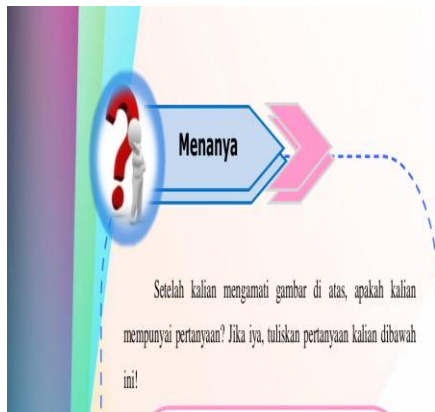 Menanya
Setelah kalian mengamati gambar di atas, apakah kalian
mempunyai pertanyaan? Jika iya, tuliskan pertanyaan kalian dibawah
ini!